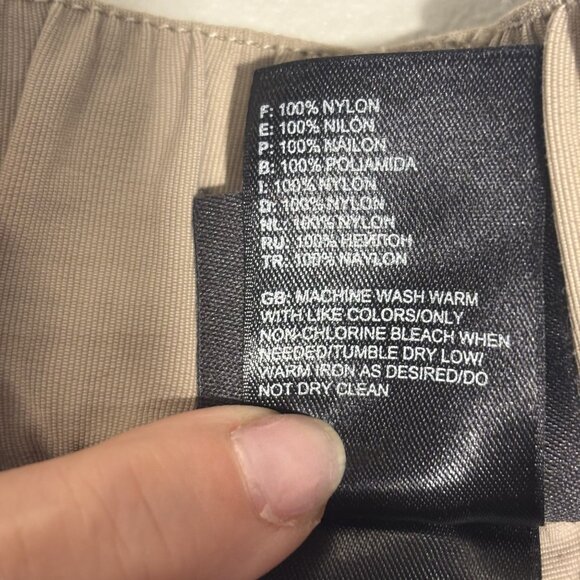 F: 100% NYLON
E: 100% NILÓN
P: 100% NÁILON
B: 100% POLIAMIDA
I: 100% NYLON
D: 100% NYLON
NL: 100% NYLON
RU: 100% НЕЙЛОН
TR: 100% NAYLON
GB: MACHINE WASH WARM
WITH LIKE COLORS/ONLY
NON-CHLORINE BLEACH WHEN
NEEDED/TUMBLE DRY LOW/
WARM IRON AS DESIRED/DO
NOT DRY CLEAN